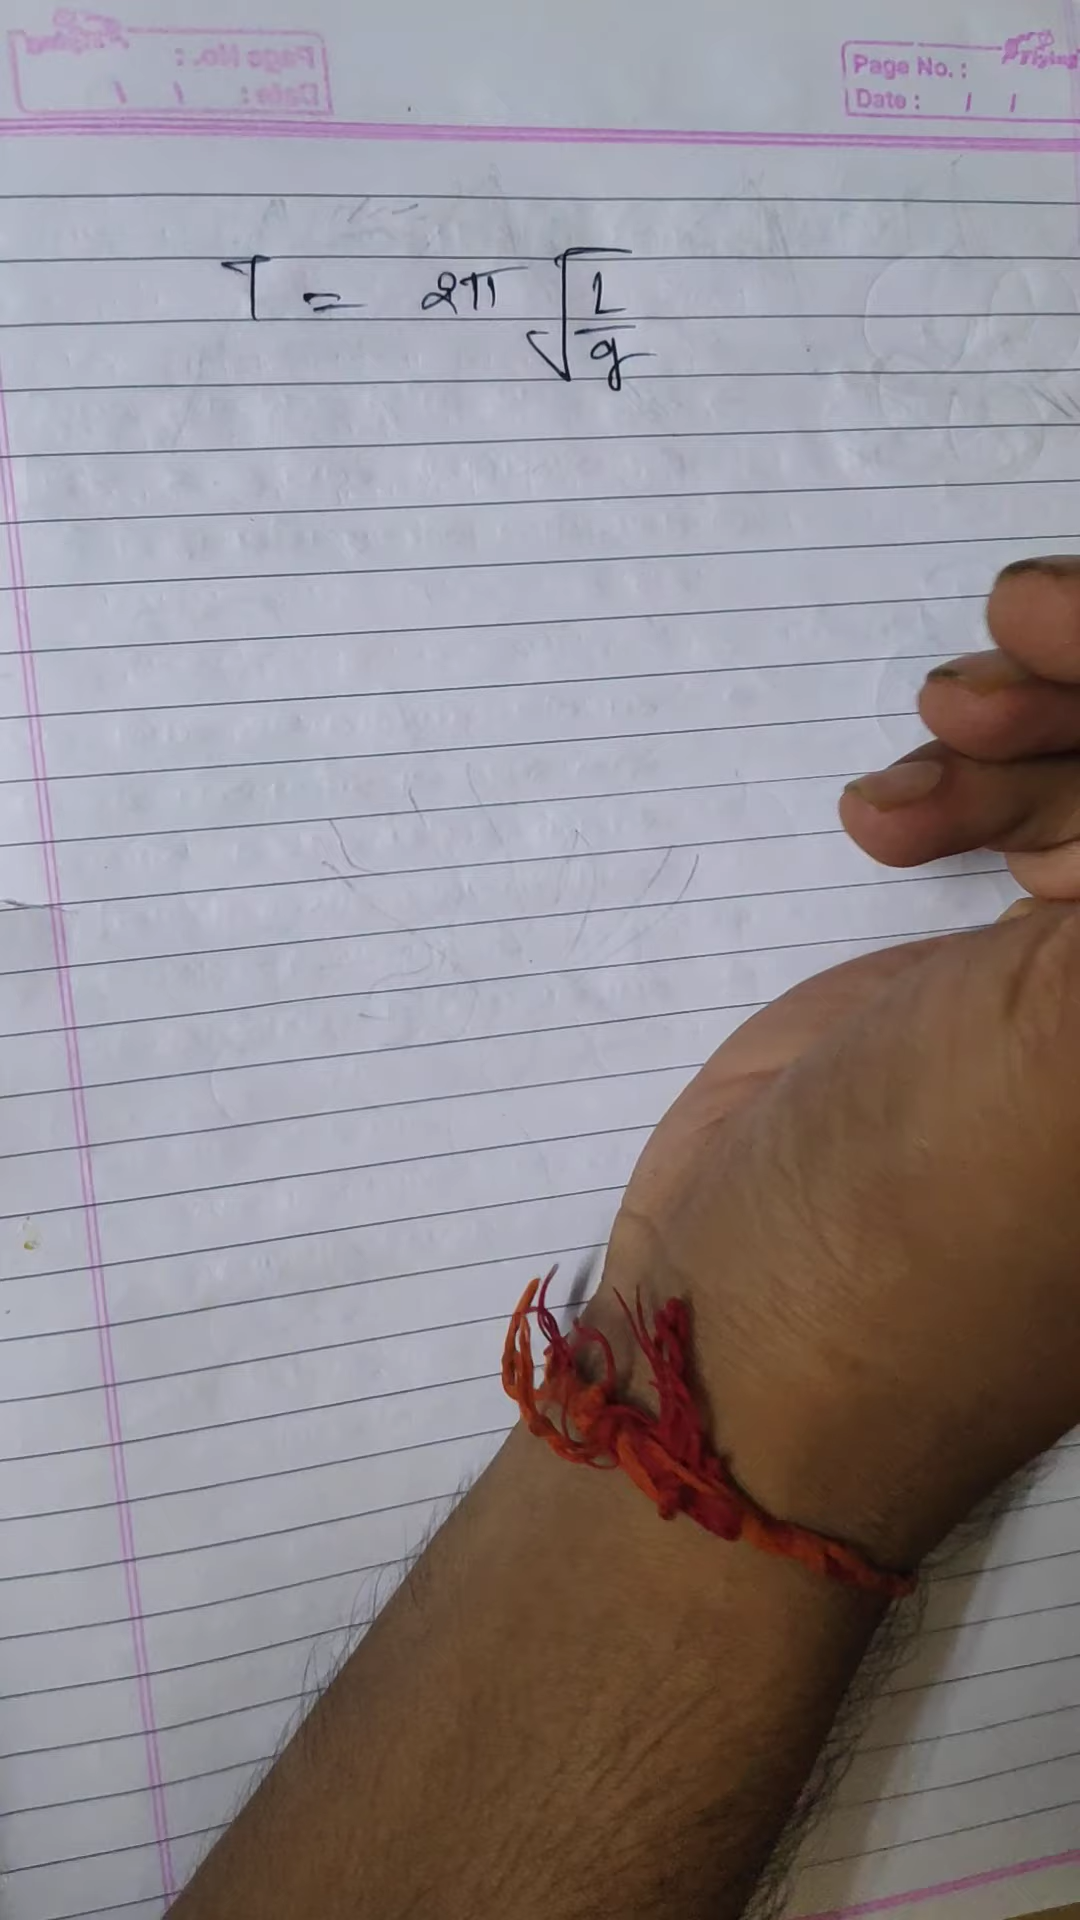 Page No.:
Date: / /
T = 2π √(L/g)